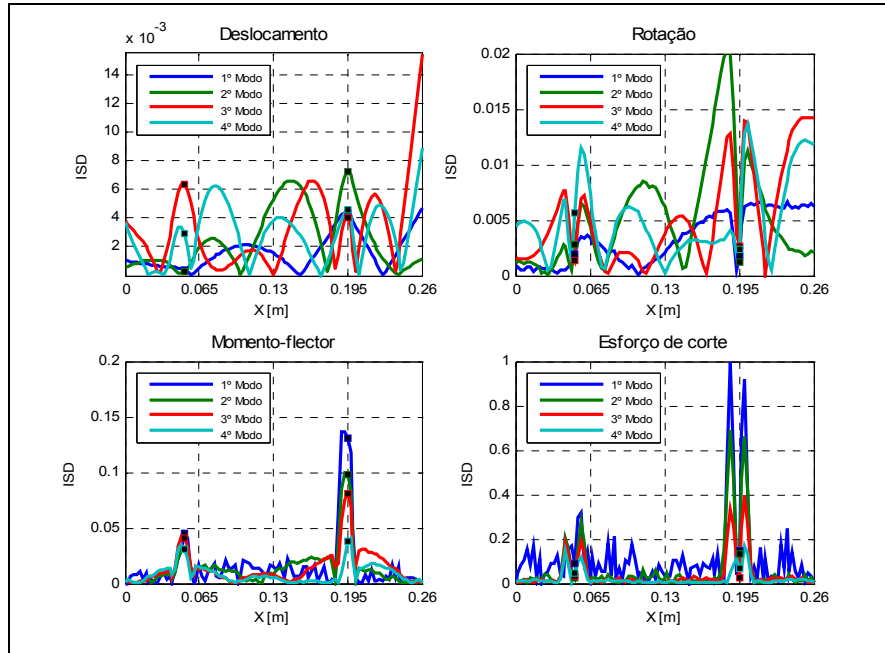 Deslocamento
x 10⁻³
14
12
10
8
6
4
2
ISD
1º Modo
2º Modo
3º Modo
4º Modo
0
0.065
0.13
0.195
0.26
X [m]
Rotação
0.02
0.015
0.01
0.005
0
ISD
1º Modo
2º Modo
3º Modo
4º Modo
0
0.065
0.13
0.195
0.26
X [m]
Momento-flector
0.2
0.15
0.1
0.05
0
ISD
1º Modo
2º Modo
3º Modo
4º Modo
0
0.065
0.13
0.195
0.26
X [m]
Esforço de corte
1
0.8
0.6
0.4
0.2
0
ISD
1º Modo
2º Modo
3º Modo
4º Modo
0
0.065
0.13
0.195
0.26
X [m]